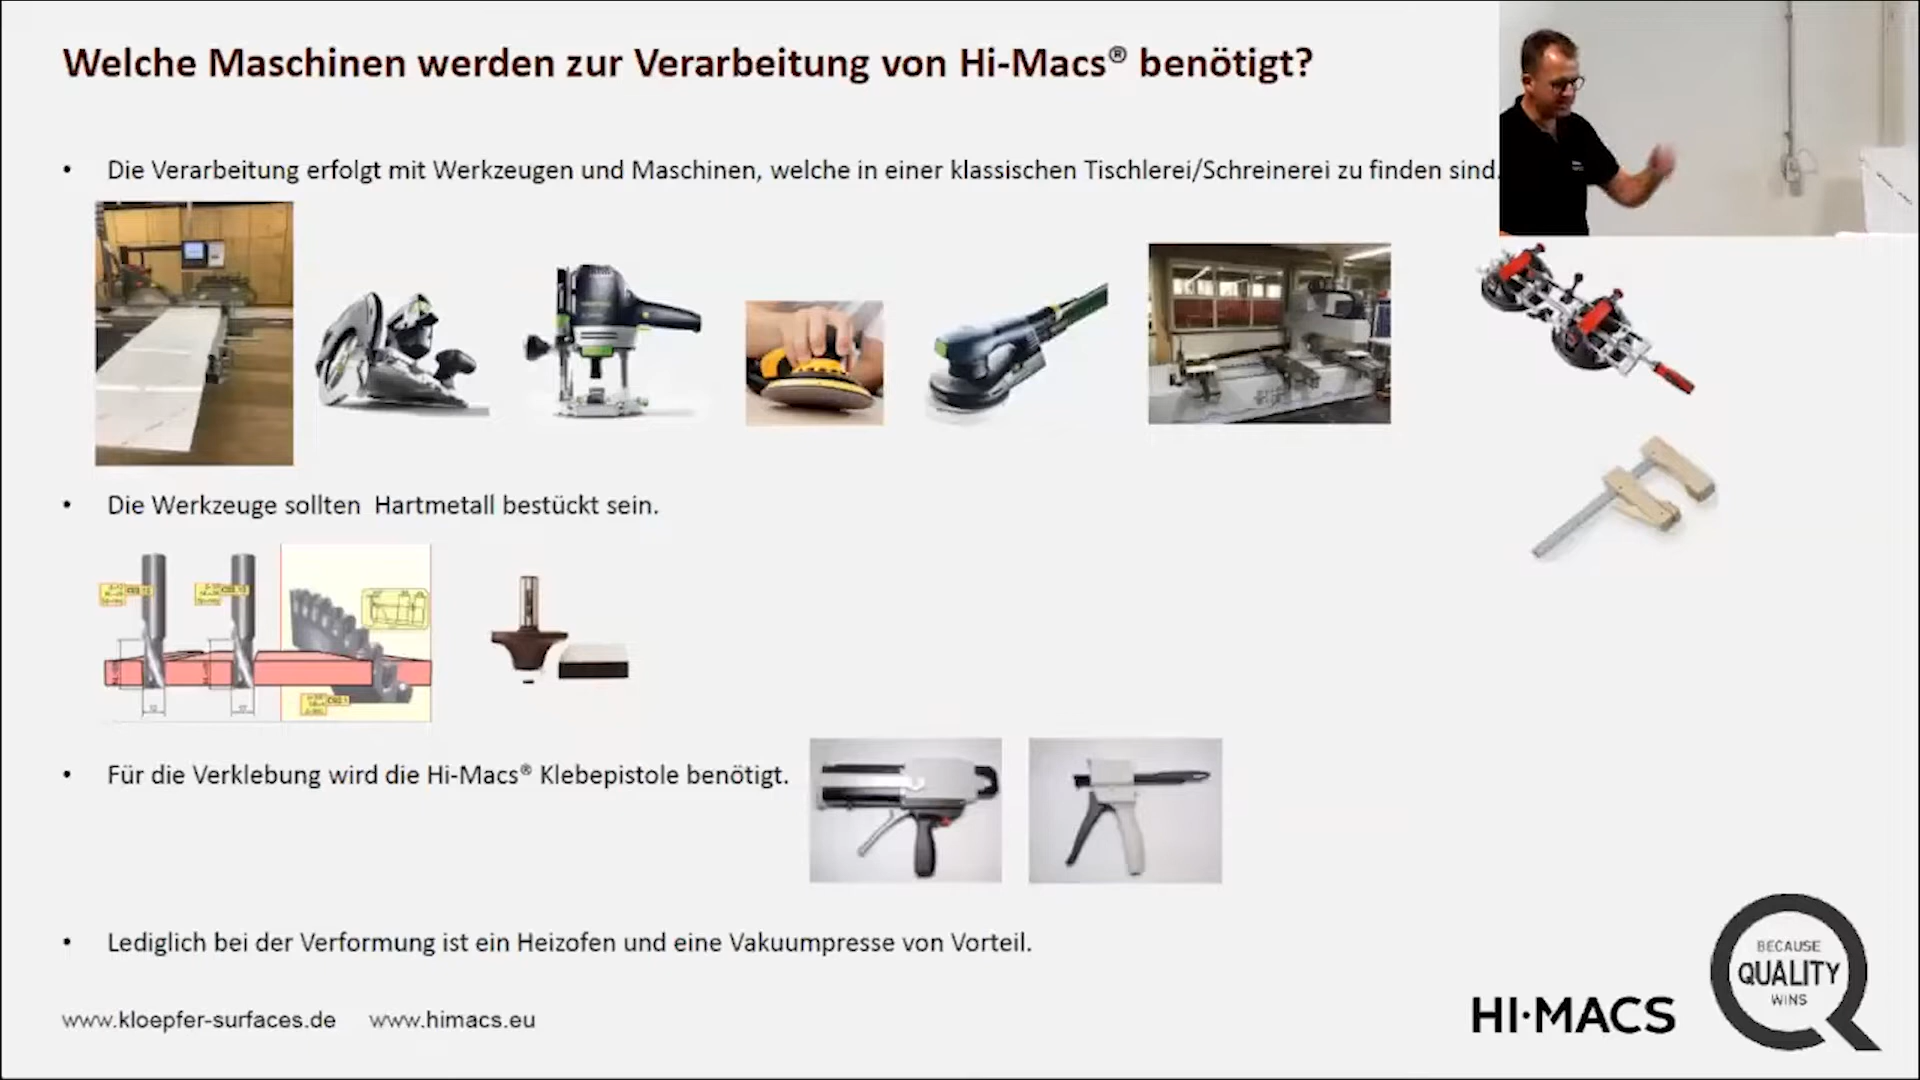 Welche Maschinen werden zur Verarbeitung von Hi-Macs® benötigt?
• Die Verarbeitung erfolgt mit Werkzeugen und Maschinen, welche in einer klassischen Tischlerei/Schreinerei zu finden sind.
• Die Werkzeuge sollten Hartmetall bestückt sein.
• Für die Verklebung wird die Hi-Macs® Klebepistole benötigt.
• Lediglich bei der Verformung ist ein Heizofen und eine Vakuumpresse von Vorteil.
www.kloepfer-surfaces.de www.himacs.eu
HI·MACS
BECAUSE
QUALITY
WINS